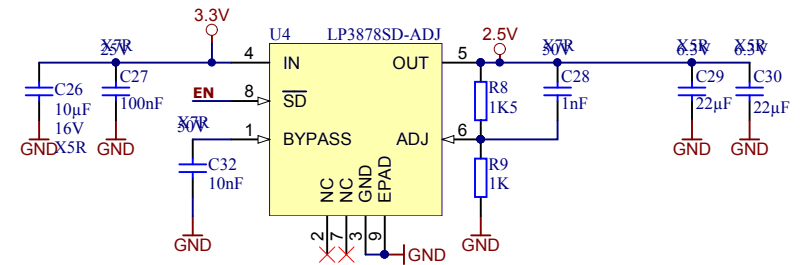 3.3V
U4
LP3878SD-ADJ
2.5V
X7R
25V
C27
100nF
C26
10µF
16V
X5R
GND
GND
4
IN
OUT
5
EN
8
SD
1
BYPASS
ADJ
6
X7R
50V
C32
10nF
GND
NC
NC
GND
EPAD
2
7
3
9
GND
R8
1K5
R9
1K
GND
X7R
50V
C28
1nF
X5R
6.3V
C29
22µF
GND
X5R
6.3V
C30
22µF
GND